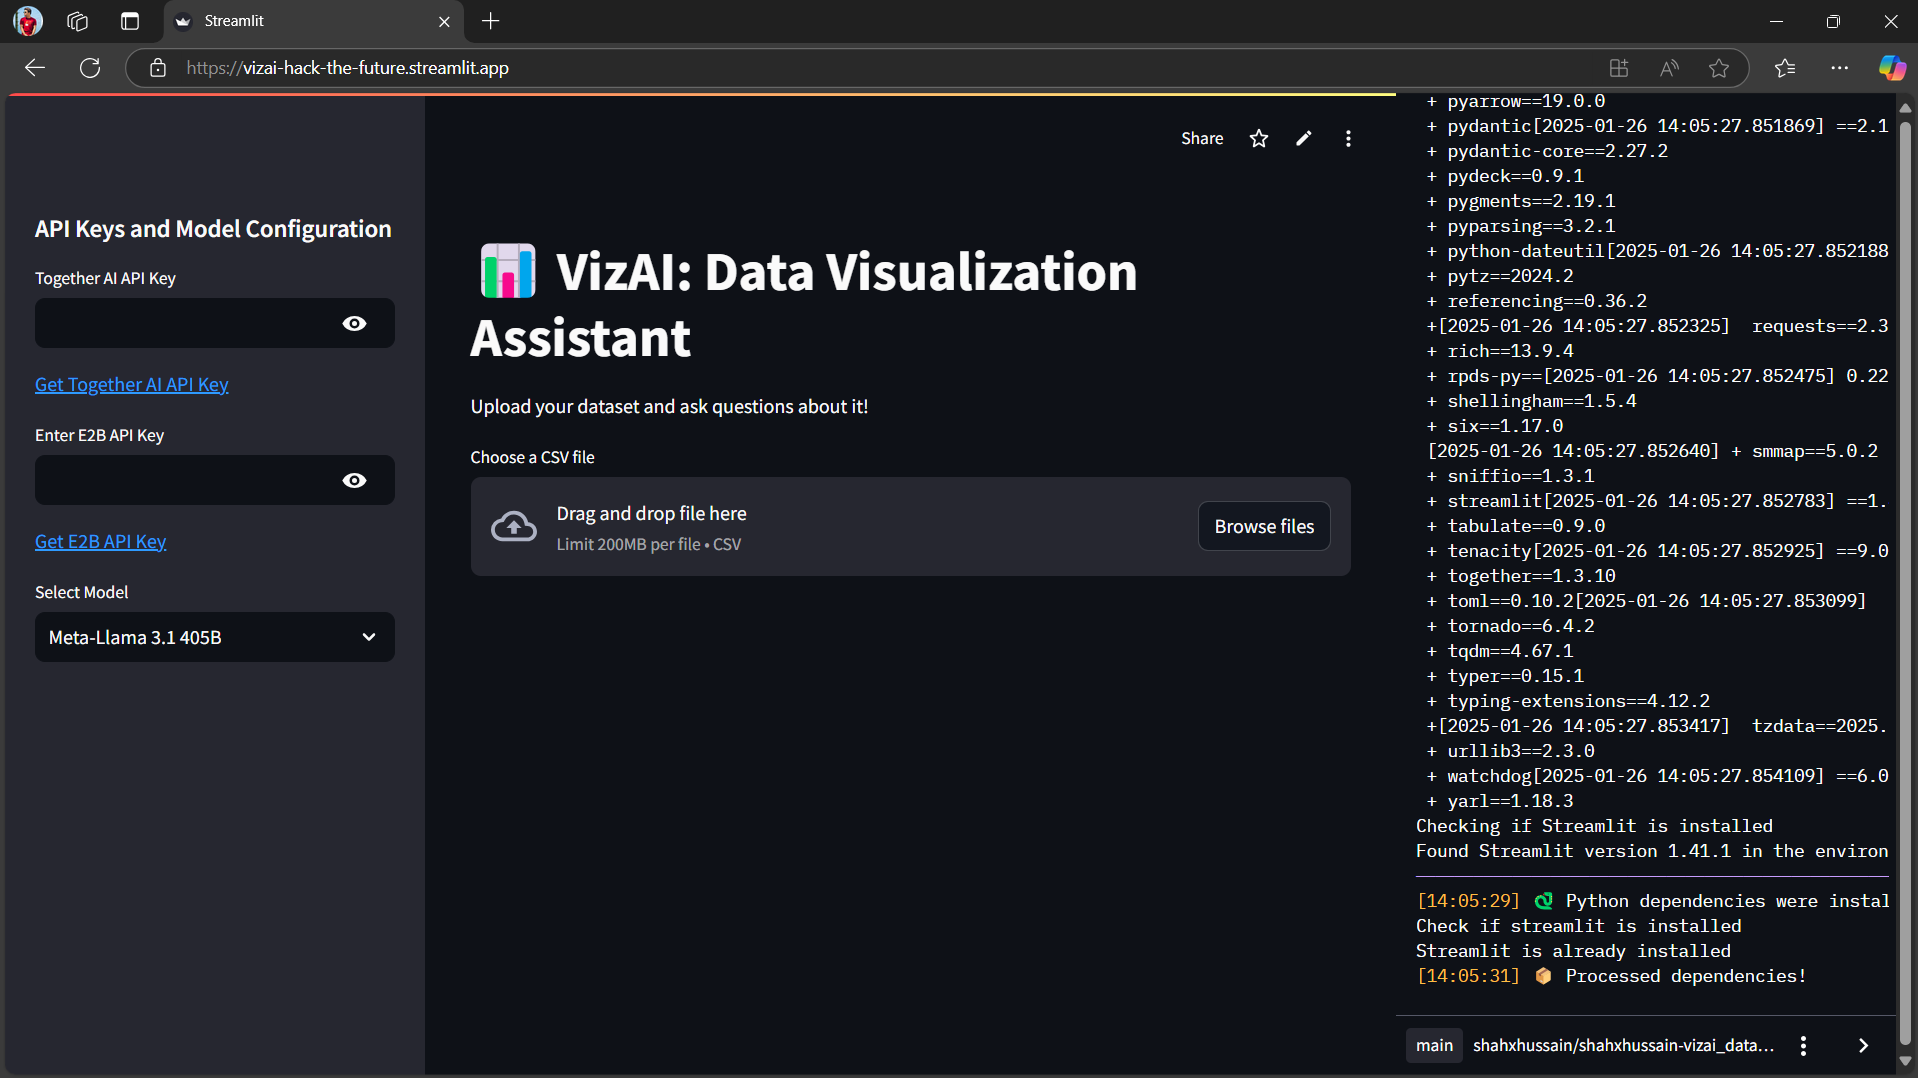 Streamlit
https://vizai-hack-the-future.streamlit.app
API Keys and Model Configuration
Together AI API Key
Get Together AI API Key
Enter E2B API Key
Get E2B API Key
Select Model
Meta-Llama 3.1 405B
Share
VizAI: Data Visualization
Assistant
Upload your dataset and ask questions about it!
Choose a CSV file
Drag and drop file here
Limit 200MB per file • CSV
Browse files
+ pyarrow==19.0.0
+ pydantic[2025-01-26 14:05:27.851869] ==2.1
+ pydantic-core==2.27.2
+ pydeck==0.9.1
+ pygments==2.19.1
+ pyparsing==3.2.1
+ python-dateutil[2025-01-26 14:05:27.852188
+ pytz==2024.2
+ referencing==0.36.2
+[2025-01-26 14:05:27.852325]  requests==2.3
+ rich==13.9.4
+ rpds-py==[2025-01-26 14:05:27.852475] 0.22
+ shellingham==1.5.4
+ six==1.17.0
[2025-01-26 14:05:27.852640] + smmap==5.0.2
+ sniffio==1.3.1
+ streamlit[2025-01-26 14:05:27.852783] ==1.
+ tabulate==0.9.0
+ tenacity[2025-01-26 14:05:27.852925] ==9.0
+ together==1.3.10
+ toml==0.10.2[2025-01-26 14:05:27.853099]
+ tornado==6.4.2
+ tqdm==4.67.1
+ typer==0.15.1
+ typing-extensions==4.12.2
+[2025-01-26 14:05:27.853417]  tzdata==2025.
+ urllib3==2.3.0
+ watchdog[2025-01-26 14:05:27.854109] ==6.0
+ yarl==1.18.3
Checking if Streamlit is installed
Found Streamlit version 1.41.1 in the environ
[14:05:29] Python dependencies were instal
Check if streamlit is installed
Streamlit is already installed
[14:05:31] 📦 Processed dependencies!
main shahxhussain/shahxhussain-vizai_data...